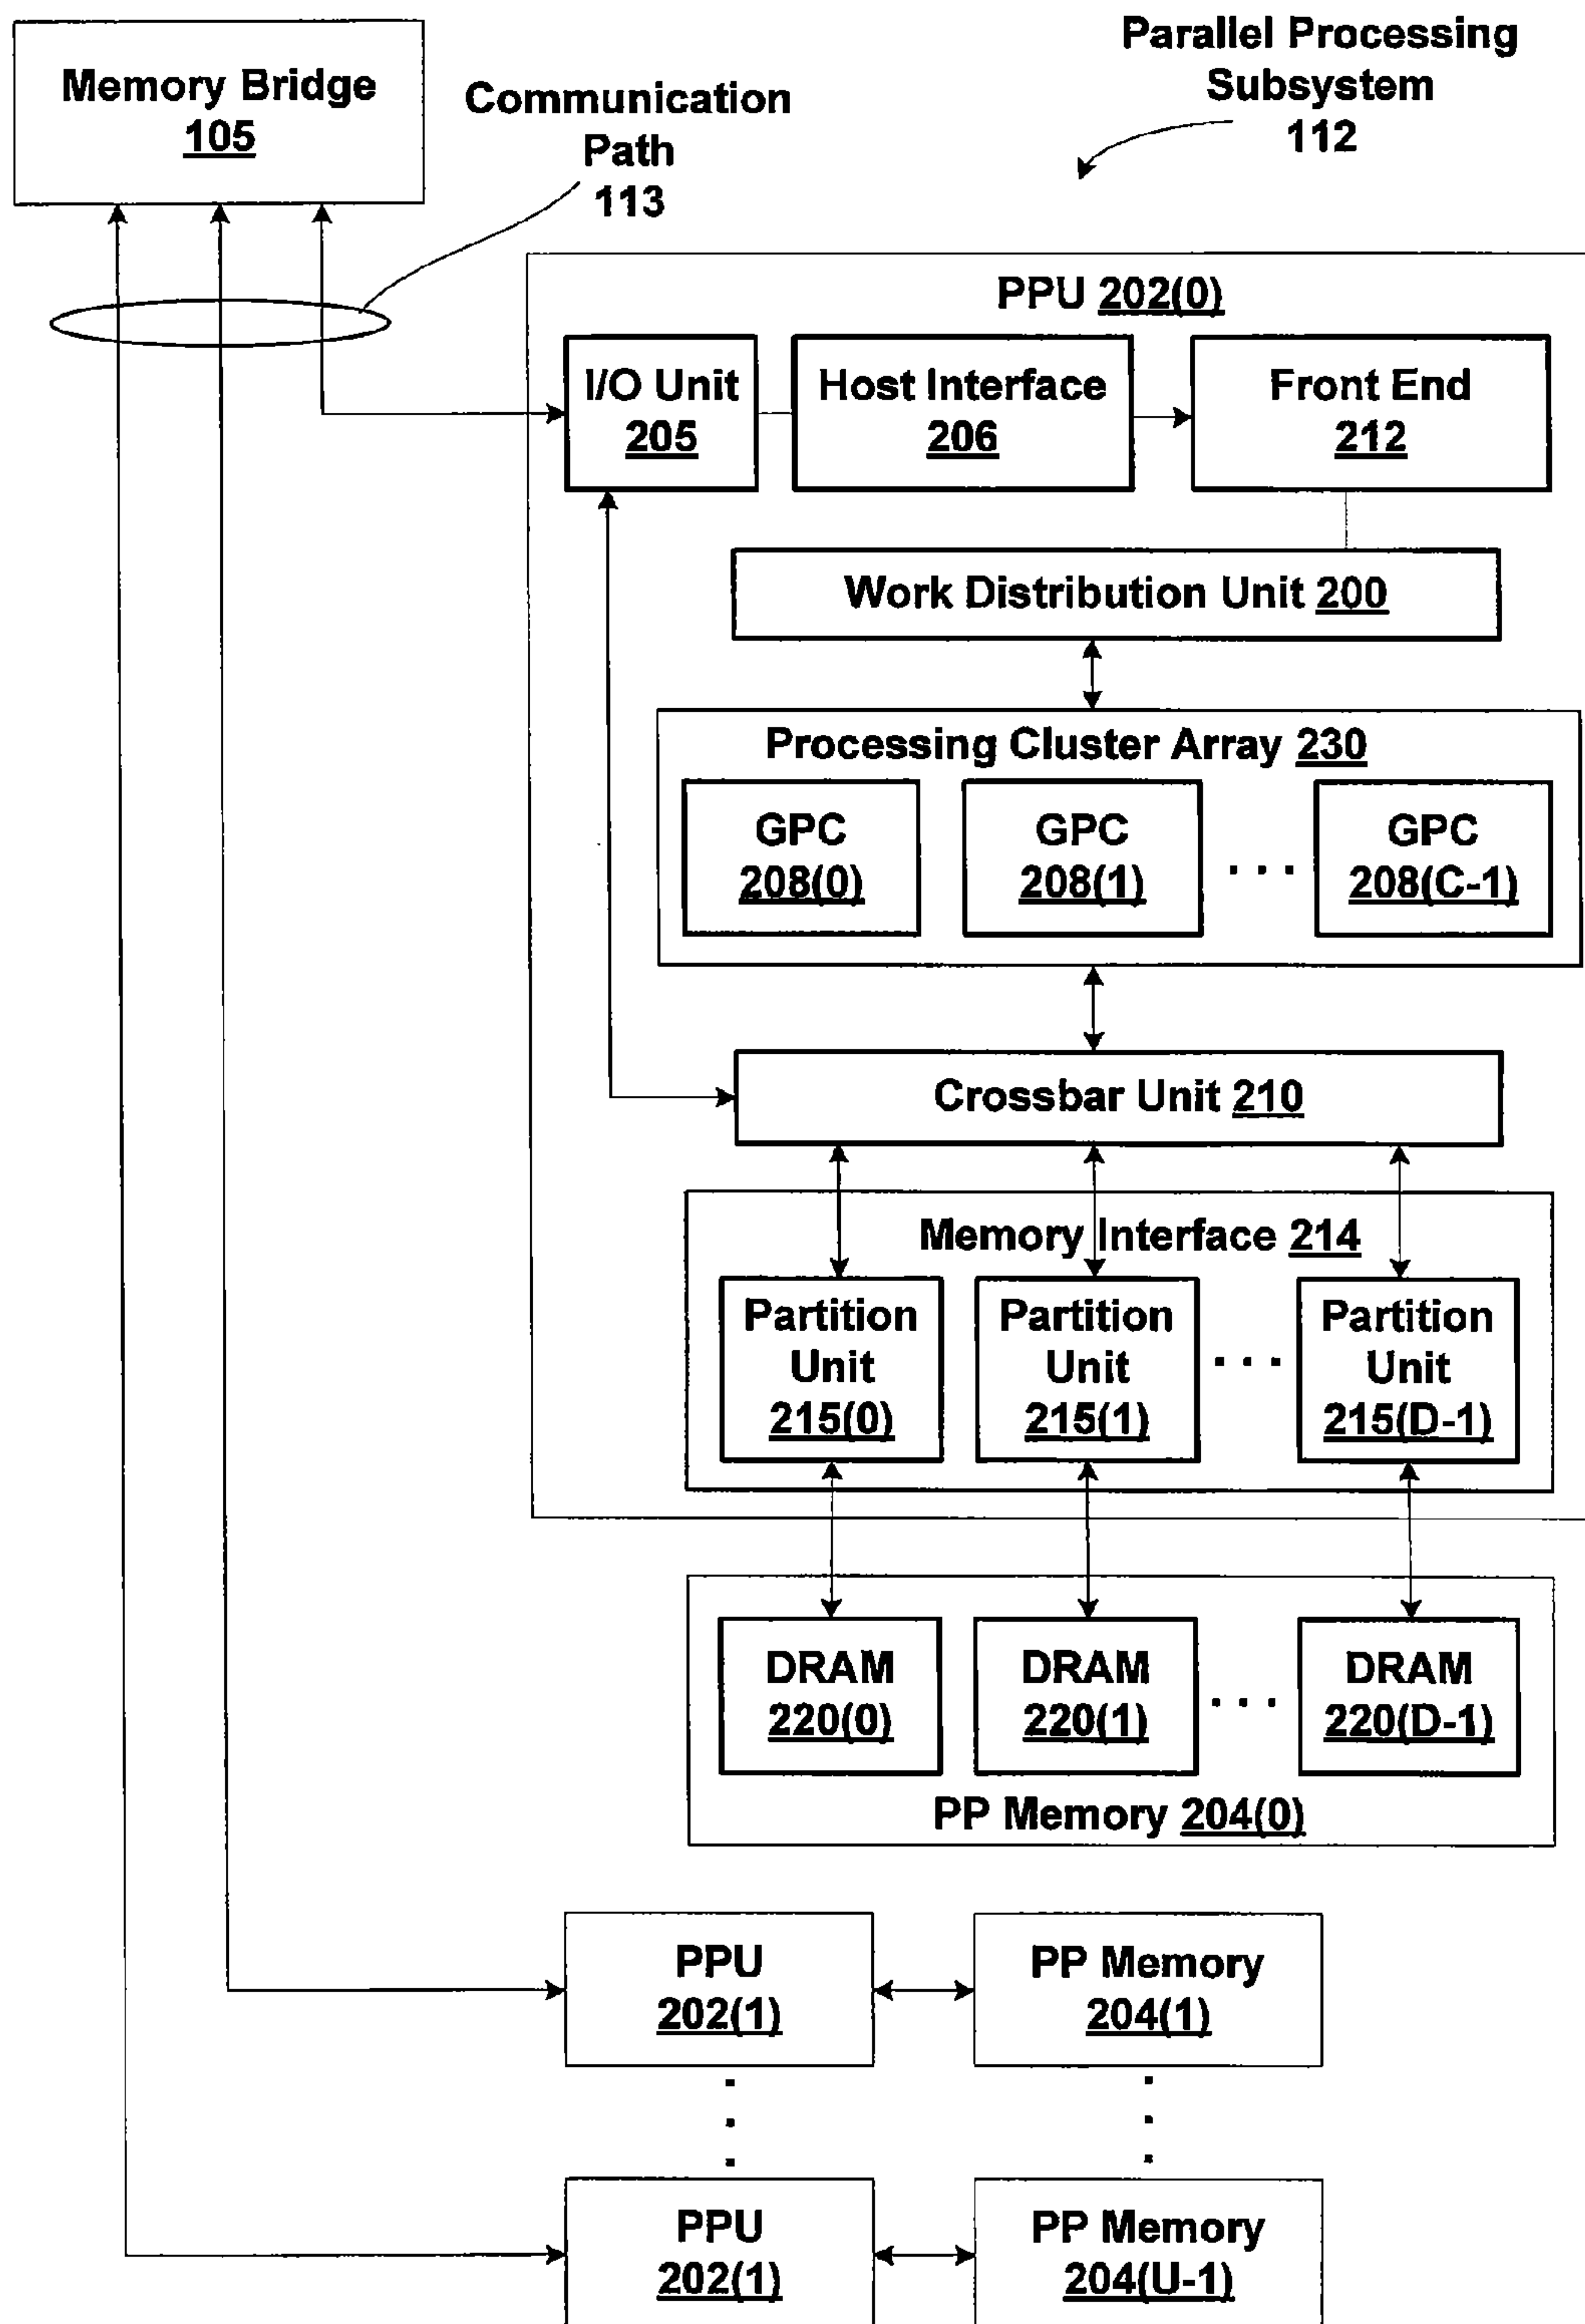 Parallel Processing
Subsystem
112
Memory Bridge
105
Communication
Path
113
PPU 202(0)
I/O Unit
205
Host Interface
206
Front End
212
Work Distribution Unit 200
Processing Cluster Array 230
GPC
208(0)
GPC
208(1)
. . .
GPC
208(C-1)
Crossbar Unit 210
Memory Interface 214
Partition
Unit
215(0)
Partition
Unit
215(1)
. . .
Partition
Unit
215(D-1)
DRAM
220(0)
DRAM
220(1)
. . .
DRAM
220(D-1)
PP Memory 204(0)
PPU
202(1)
PP Memory
204(1)
PPU
202(1)
PP Memory
204(U-1)